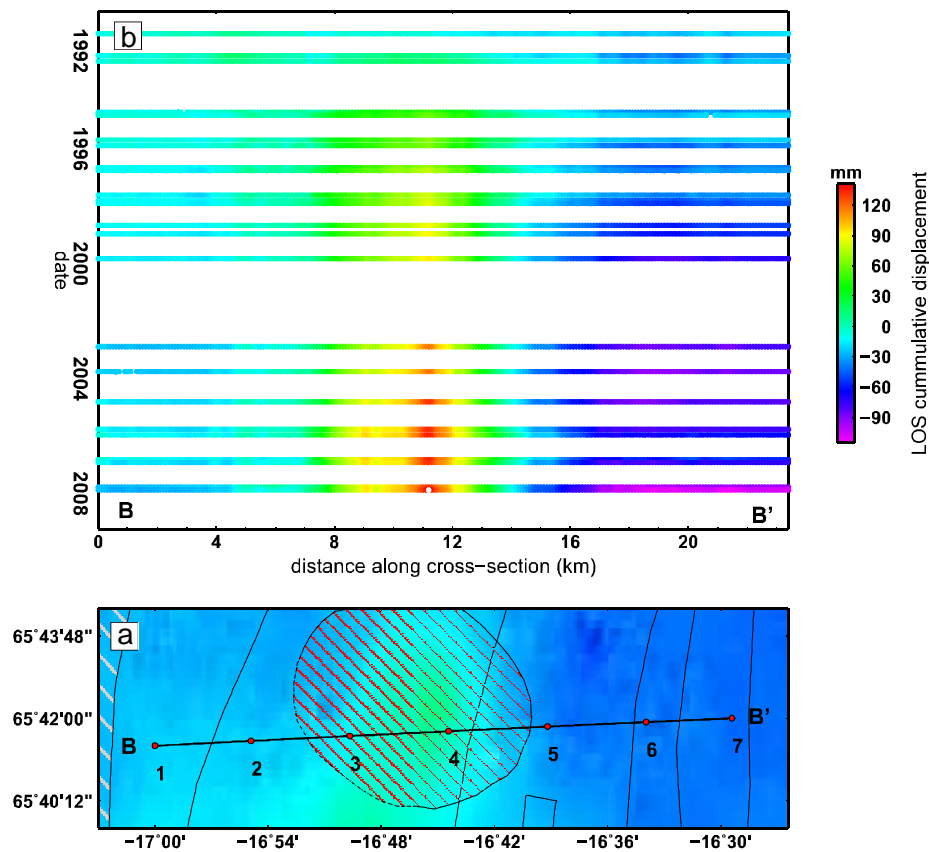 b
1992
1996
2000
2004
2008
date
B
B’
0 4 8 12 16 20
distance along cross−section (km)
mm
120
90
60
30
0
−30
−60
−90
LOS cummulative displacement
a
65˚43'48"
65˚42'00"
65˚40'12"
B
B’
1 2 3 4 5 6 7
−17˚00' −16˚54' −16˚48' −16˚42' −16˚36' −16˚30'